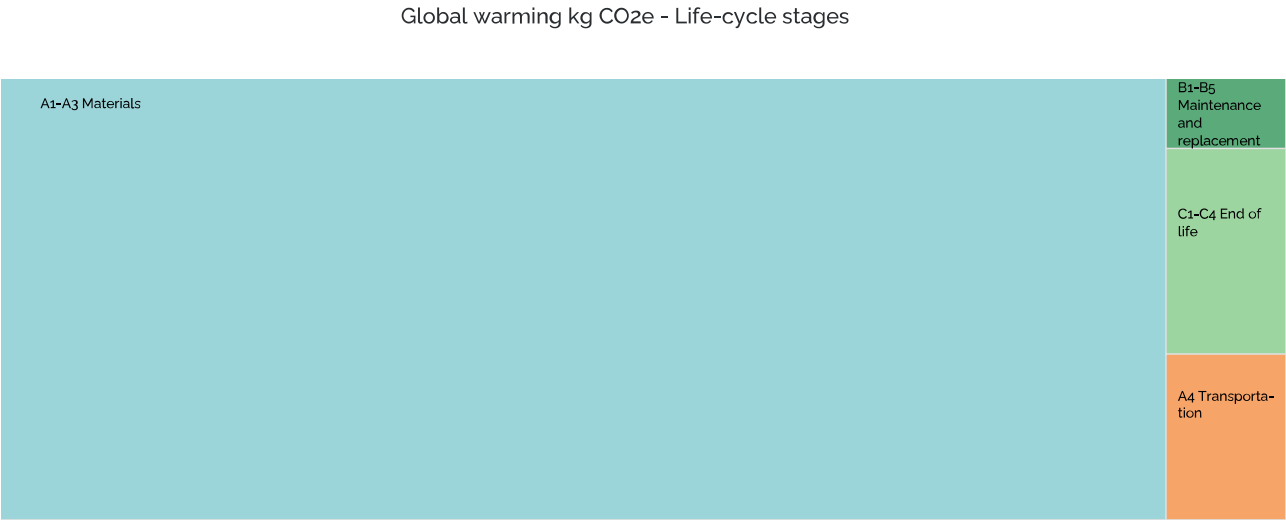 Global warming kg CO2e - Life-cycle stages
A1-A3 Materials
B1-B5
Maintenance
and
replacement
C1-C4 End of
life
A4 Transporta-
tion